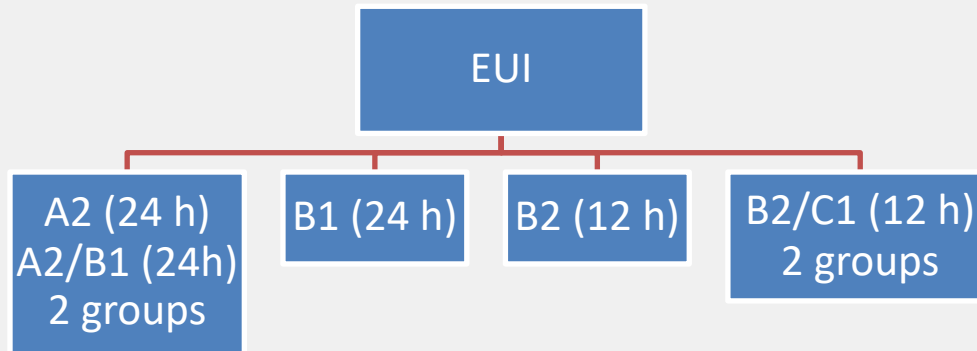 EUI
A2 (24 h)
A2/B1 (24h)
2 groups
B1 (24 h)
B2 (12 h)
B2/C1 (12 h)
2 groups